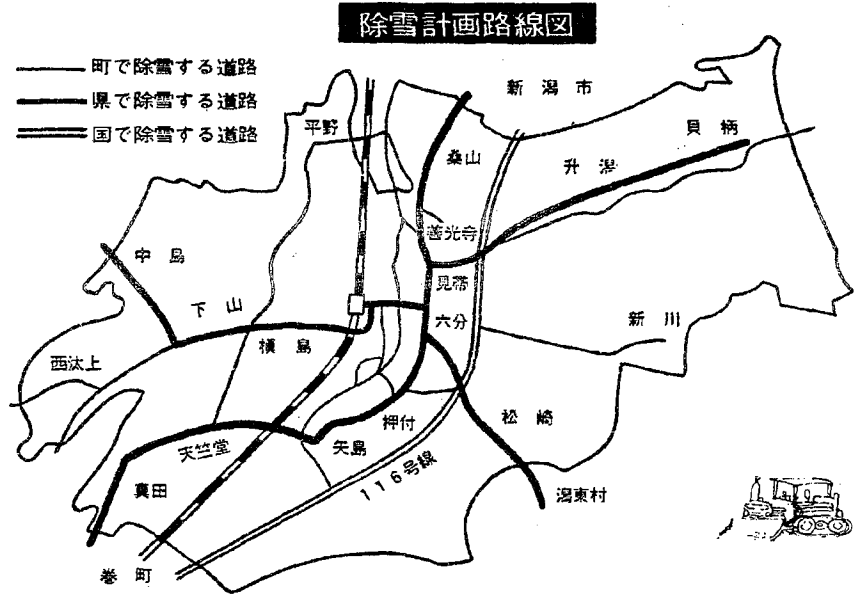 除雪計画路線図
町で除雪する道路
県で除雪する道路
国で除雪する道路
新潟市
平野
桑山
升潟
貝柄
善光寺
中島
見帯
下山
六分
新川
槇島
西汰上
松崎
押付
天竺堂
矢島
116号線
真田
潟東村
巻町